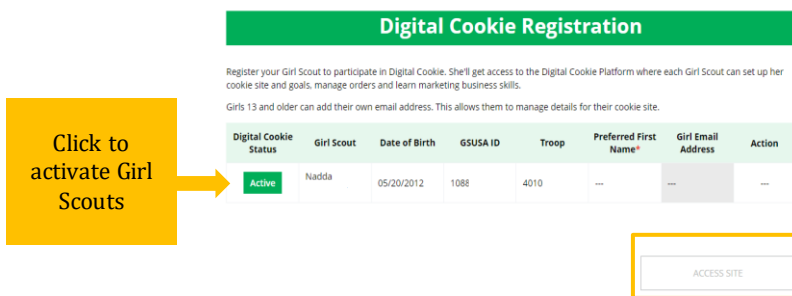 Digital Cookie Registration
Register your Girl Scout to participate in Digital Cookie. She'll get access to the Digital Cookie Platform where each Girl Scout can set up her
cookie site and goals, manage orders and learn marketing business skills.
Girls 13 and older can add their own email address. This allows them to manage details for their cookie site.
Click to
activate Girl
Scouts
Digital Cookie Status Girl Scout Date of Birth GSUSA ID Troop Preferred First Name* Girl Email Address Action
Active Nadda 05/20/2012 1088 4010 --- --- ---
ACCESS SITE